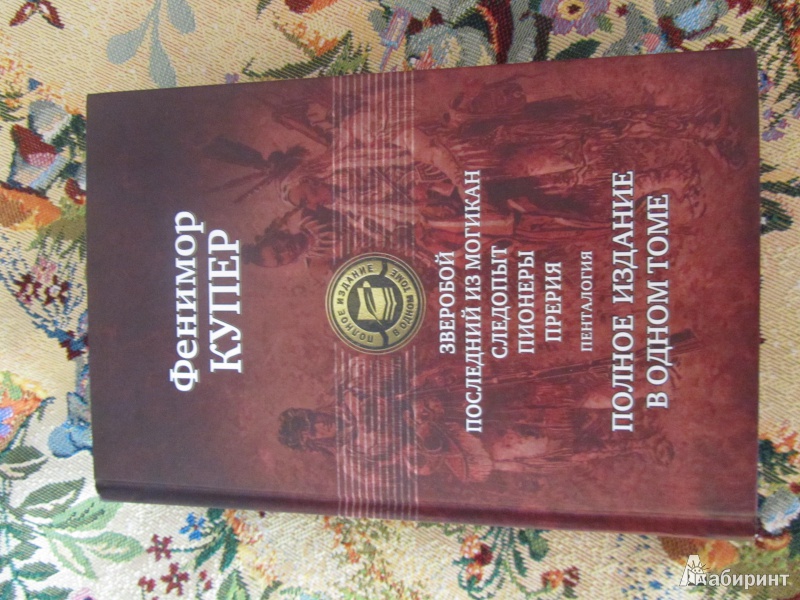 Фенимор
КУПЕР
ПОЛНОЕ ИЗДАНИЕ
В ОДНОМ ТОМЕ
ЗВЕРОБОЙ
ПОСЛЕДНИЙ ИЗ МОГИКАН
СЛЕДОПЫТ
ПИОНЕРЫ
ПРЕРИЯ
ПЕНТАЛОГИЯ
ПОЛНОЕ ИЗДАНИЕ
В ОДНОМ ТОМЕ
Лабиринт